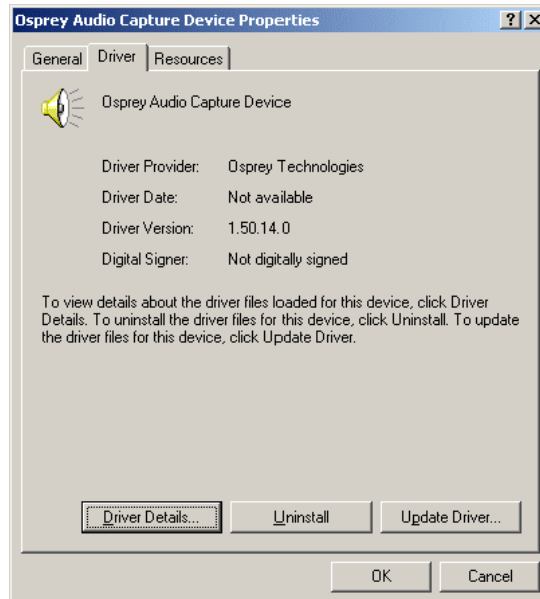 Osprey Audio Capture Device Properties
General Driver Resources
Osprey Audio Capture Device
Driver Provider: Osprey Technologies
Driver Date: Not available
Driver Version: 1.50.14.0
Digital Signer: Not digitally signed
To view details about the driver files loaded for this device, click Driver
Details. To uninstall the driver files for this device, click Uninstall. To update
the driver files for this device, click Update Driver.
Driver Details... Uninstall Update Driver...
OK Cancel